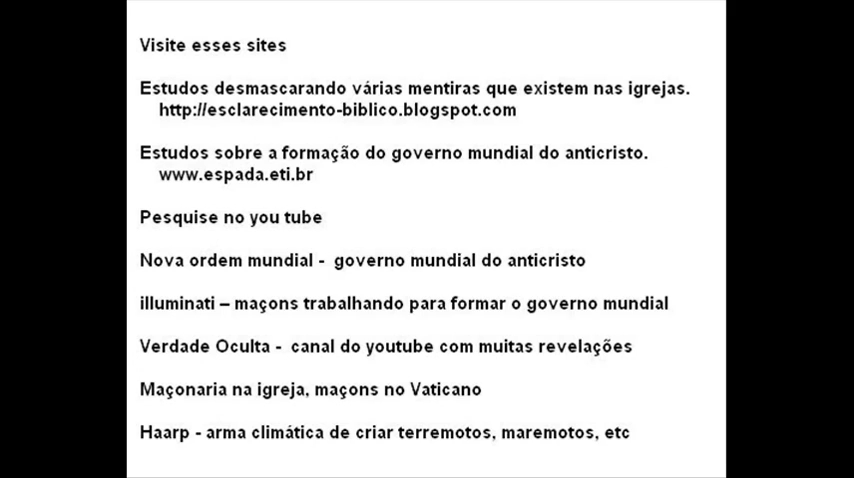 Visite esses sites
Estudos desmascarando várias mentiras que existem nas igrejas.
http://esclarecimento-biblico.blogspot.com
Estudos sobre a formação do governo mundial do anticristo.
www.espada.eti.br
Pesquise no you tube
Nova ordem mundial -  governo mundial do anticristo
illuminati – maçons trabalhando para formar o governo mundial
Verdade Oculta -  canal do youtube com muitas revelações
Maçonaria na igreja, maçons no Vaticano
Haarp - arma climática de criar terremotos, maremotos, etc